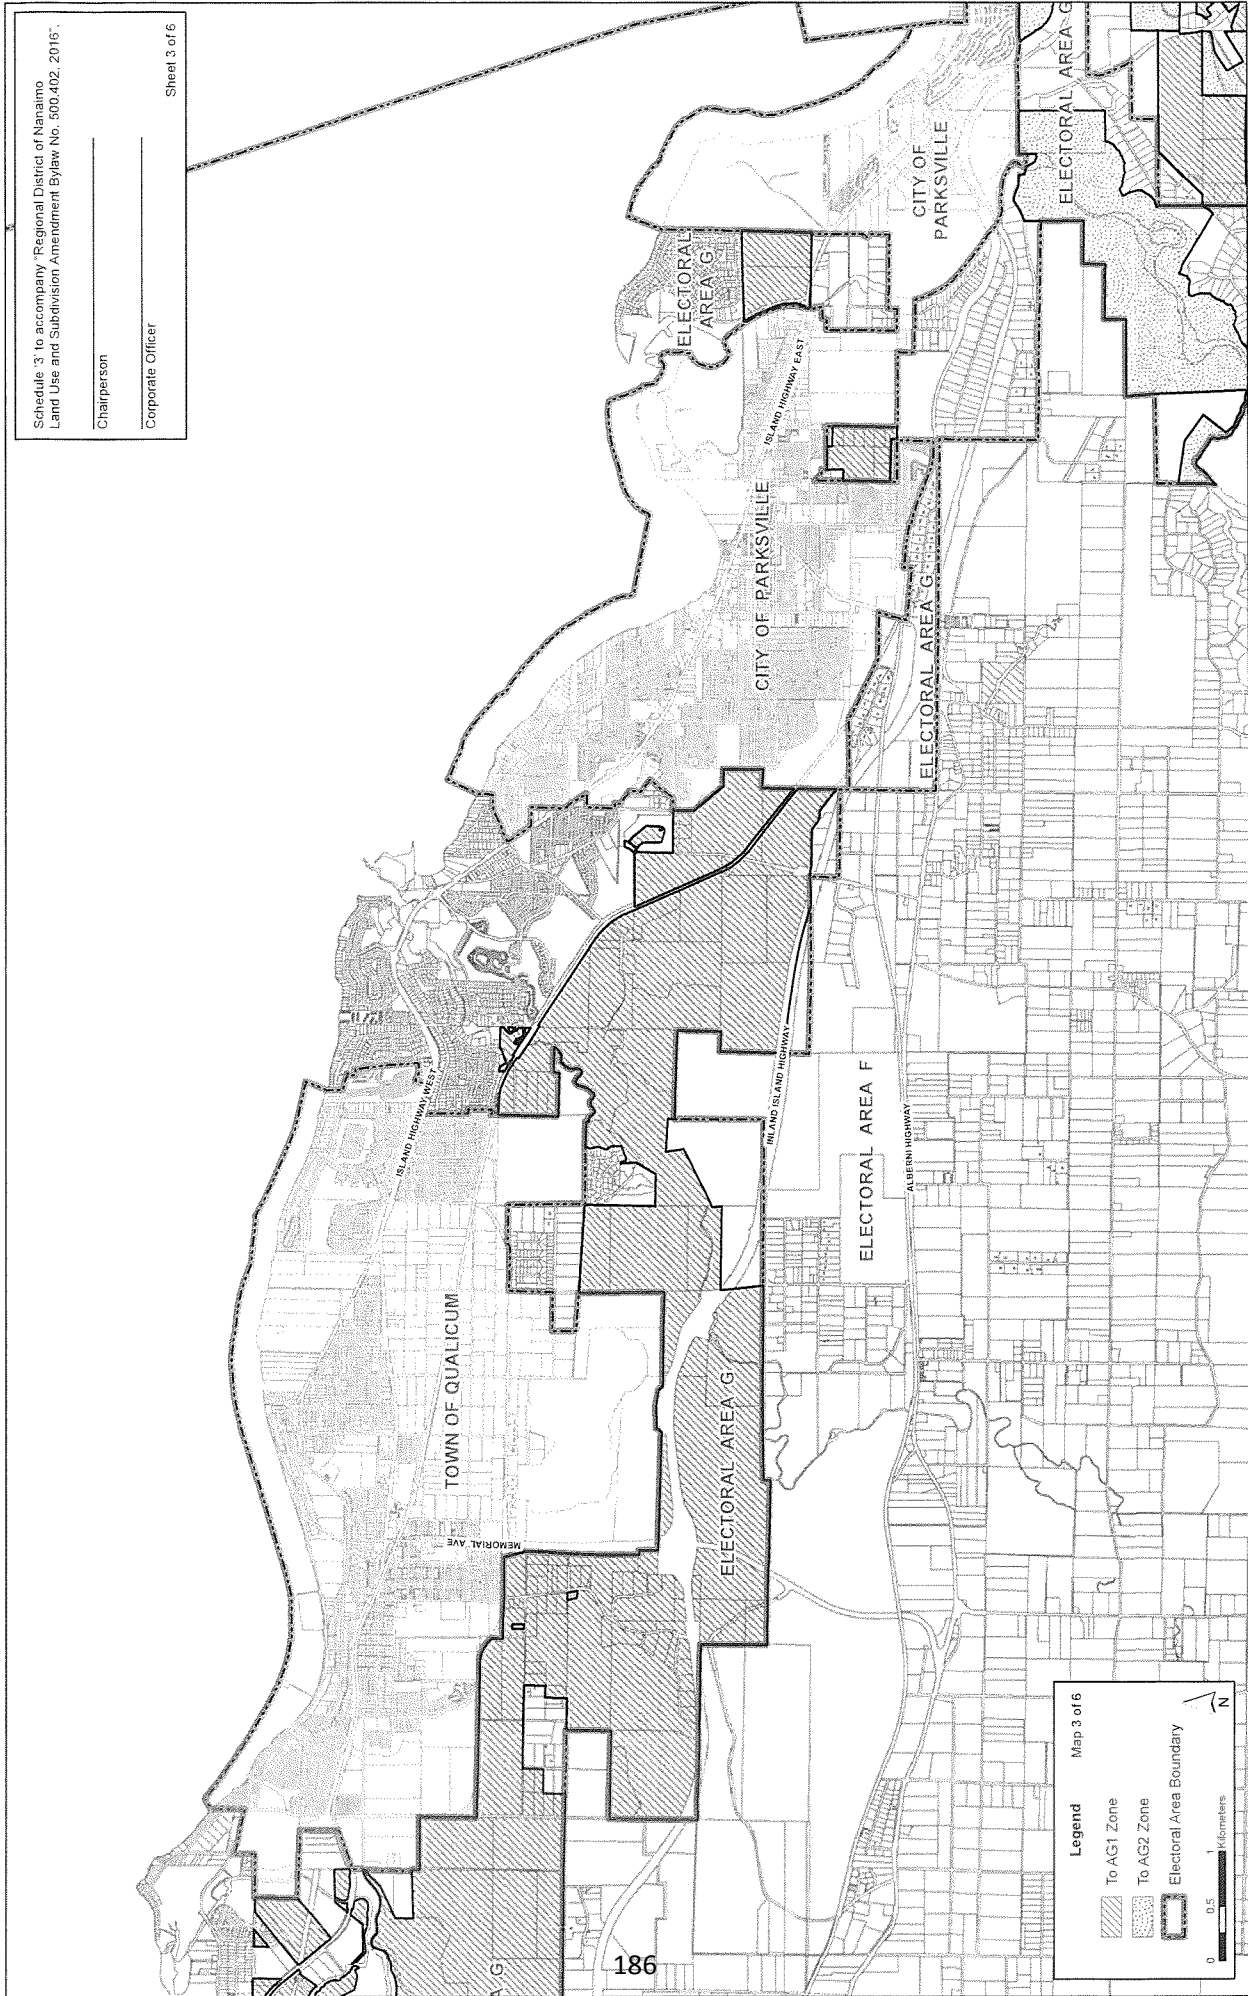 Schedule '3' to accompany "Regional District of Nanaimo
Land Use and Subdivision Amendment Bylaw No. 500.402, 2016".
Chairperson
Corporate Officer
Sheet 3 of 6
ELECTORAL
AREA G
CITY OF
PARKSVILLE
ELECTORAL AREA G
ISLAND HIGHWAY EAST
CITY OF PARKSVILLE
ELECTORAL AREA G
ISLAND HIGHWAY WEST
INLAND ISLAND HIGHWAY
ELECTORAL AREA F
ALBERNI HIGHWAY
TOWN OF QUALICUM
MEMORIAL AVE
ELECTORAL AREA G
A G
Legend
Map 3 of 6
To AG1 Zone
To AG2 Zone
Electoral Area Boundary
0 0.5 1
Kilometers
N
186